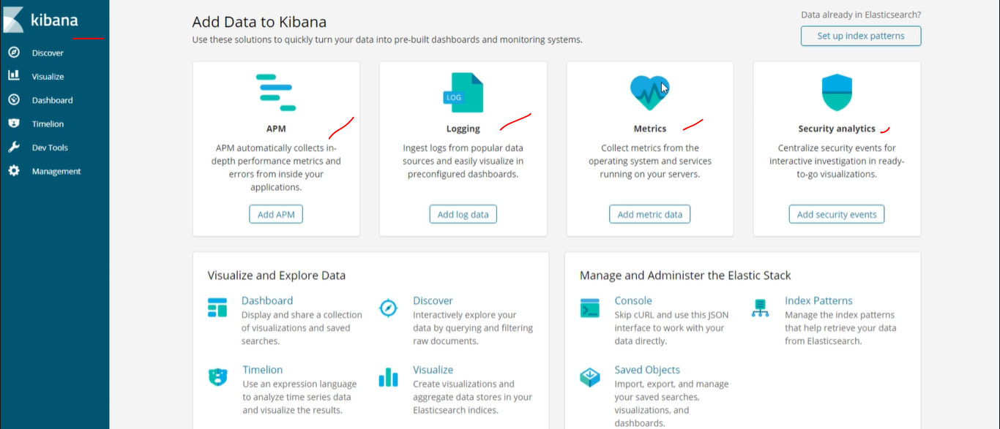 kibana
Discover
Visualize
Dashboard
Timelion
Dev Tools
Management
Add Data to Kibana
Use these solutions to quickly turn your data into pre-built dashboards and monitoring systems.
Data already in Elasticsearch?
Set up index patterns
APM
APM automatically collects in-
depth performance metrics and
errors from inside your
applications.
Add APM
LOG
Logging
Ingest logs from popular data
sources and easily visualize in
preconfigured dashboards.
Add log data
Metrics
Collect metrics from the
operating system and services
running on your servers.
Add metric data
Security analytics
Centralize security events for
interactive investigation in ready-
to-go visualizations.
Add security events
Visualize and Explore Data
Dashboard
Display and share a collection
of visualizations and saved
searches.
Discover
Interactively explore your
data by querying and filtering
raw documents.
Timelion
Use an expression language
to analyze time series data
and visualize the results.
Visualize
Create visualizations and
aggregate data stores in your
Elasticsearch indices.
Manage and Administer the Elastic Stack
Console
Skip cURL and use this JSON
interface to work with your
data directly.
Index Patterns
Manage the index patterns
that help retrieve your data
from Elasticsearch.
Saved Objects
Import, export, and manage
your saved searches,
visualizations, and
dashboards.